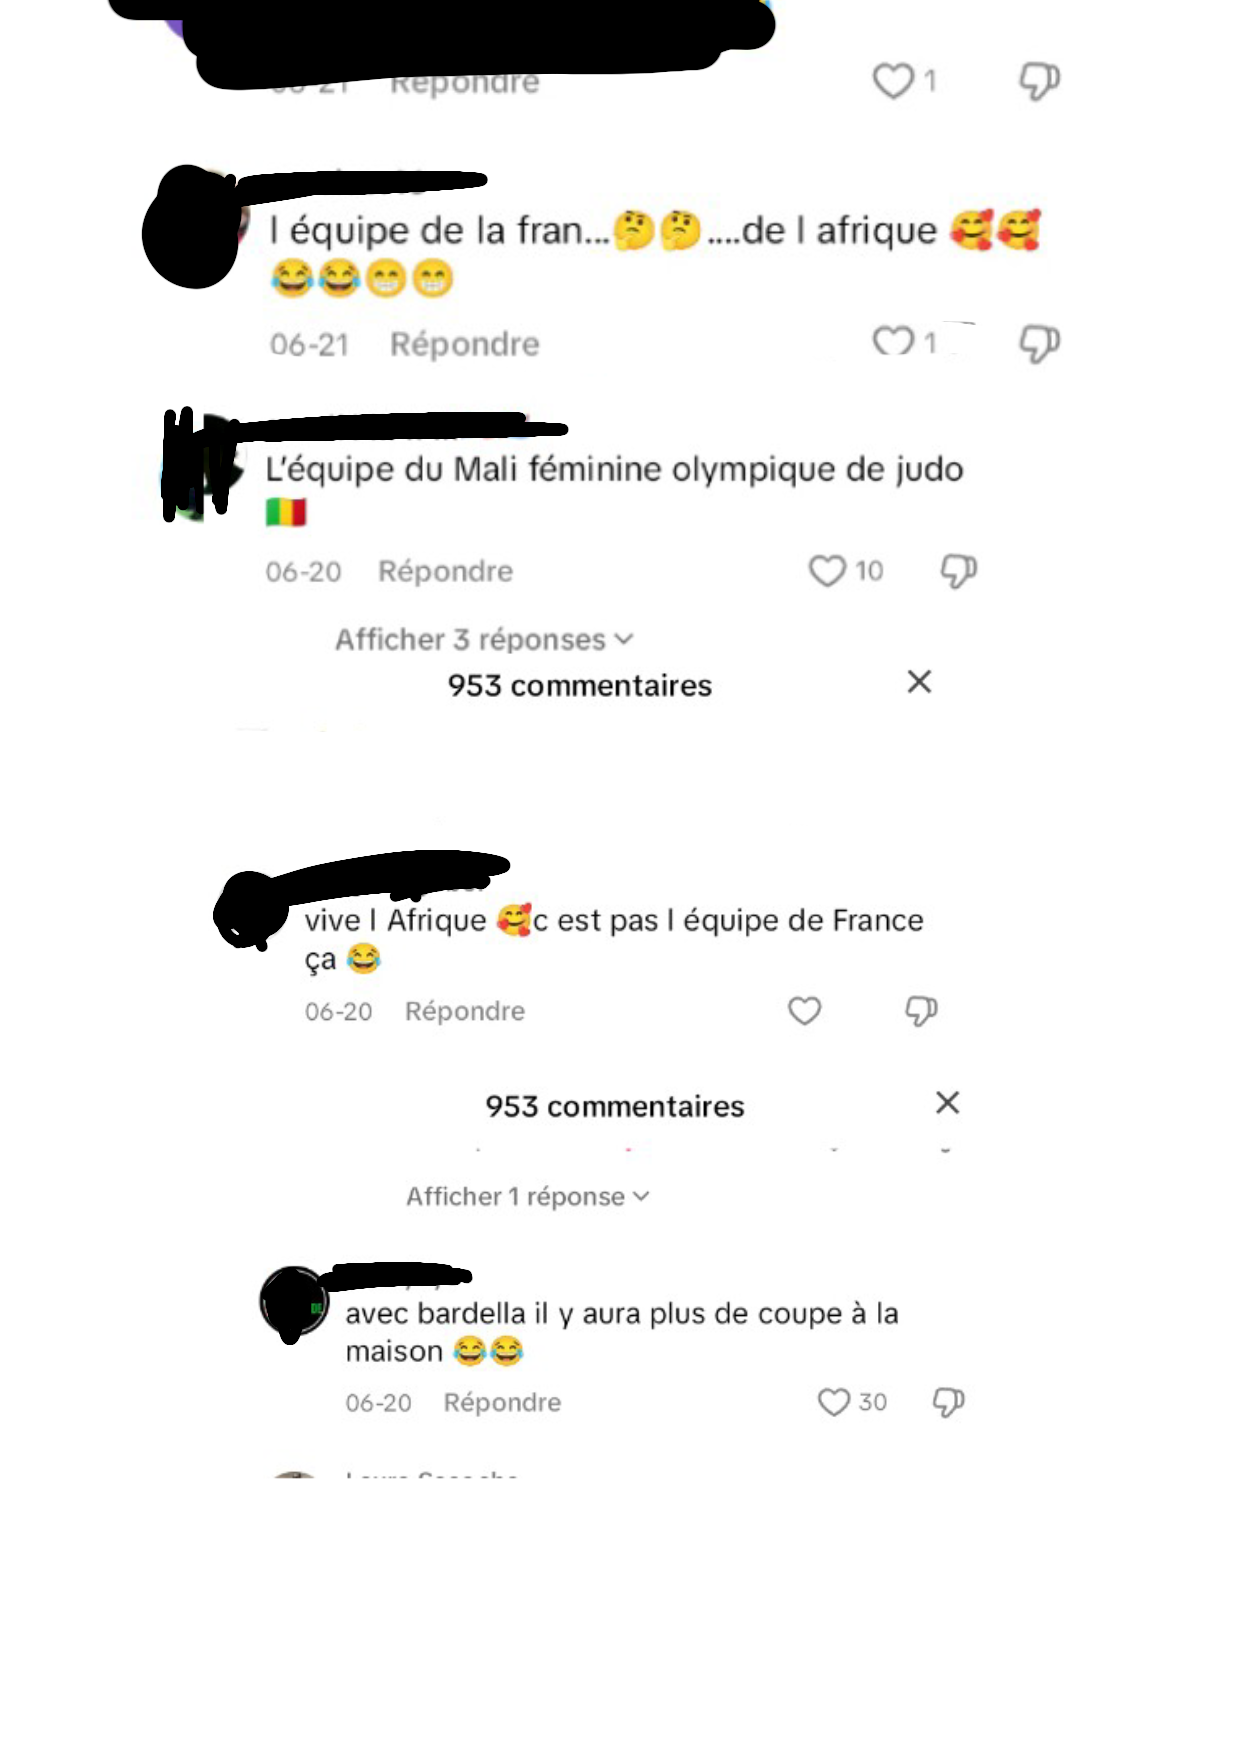 Répondre
1
l équipe de la fran...🤔🤔....de l afrique 🥰🥰
😂😂😁😁
06-21 Répondre
1
L'équipe du Mali féminine olympique de judo
🇲🇱
06-20 Répondre
10
Afficher 3 réponses
953 commentaires
vive l Afrique 🥰c est pas l équipe de France
ça 😂
06-20 Répondre
953 commentaires
Afficher 1 réponse
avec bardella il y aura plus de coupe à la
maison 😂😂
06-20 Répondre
30